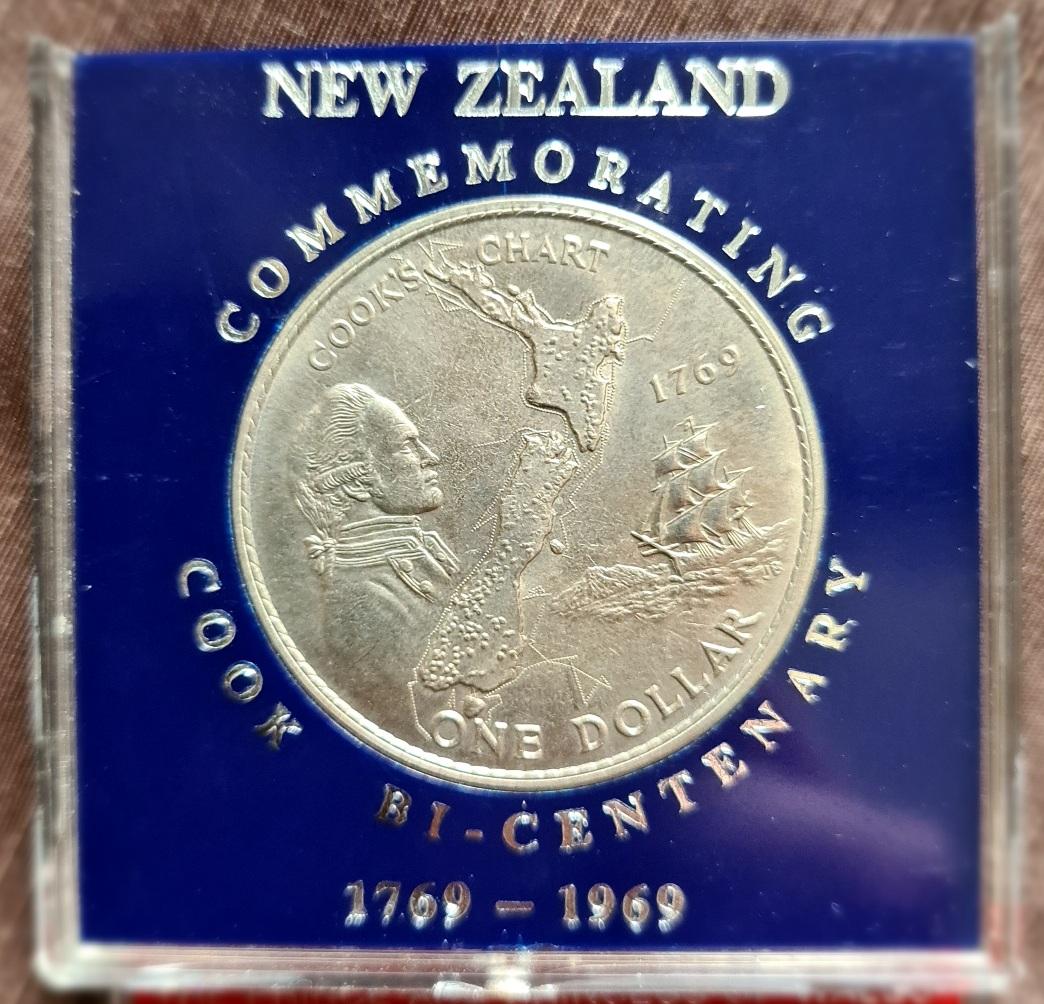 NEW ZEALAND
COMMEMORATING
COOK'S CHART
1769
ONE DOLLAR
COOK BI-CENTENARY
1769 - 1969